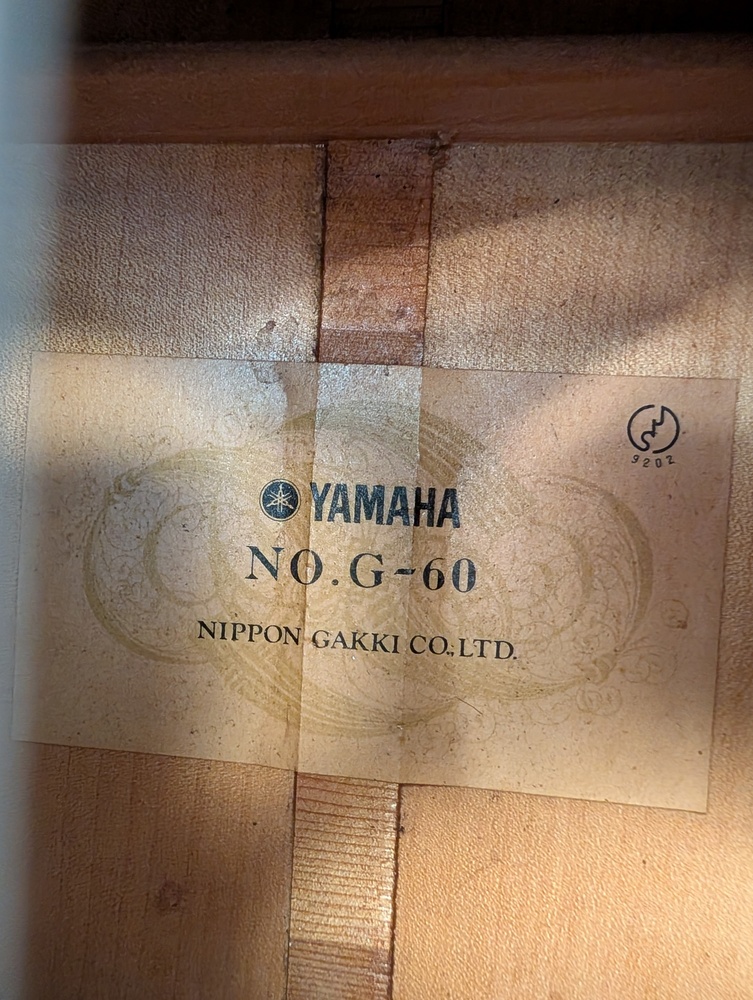 9202
YAMAHA
NO. G-60
NIPPON GAKKI CO.,LTD.